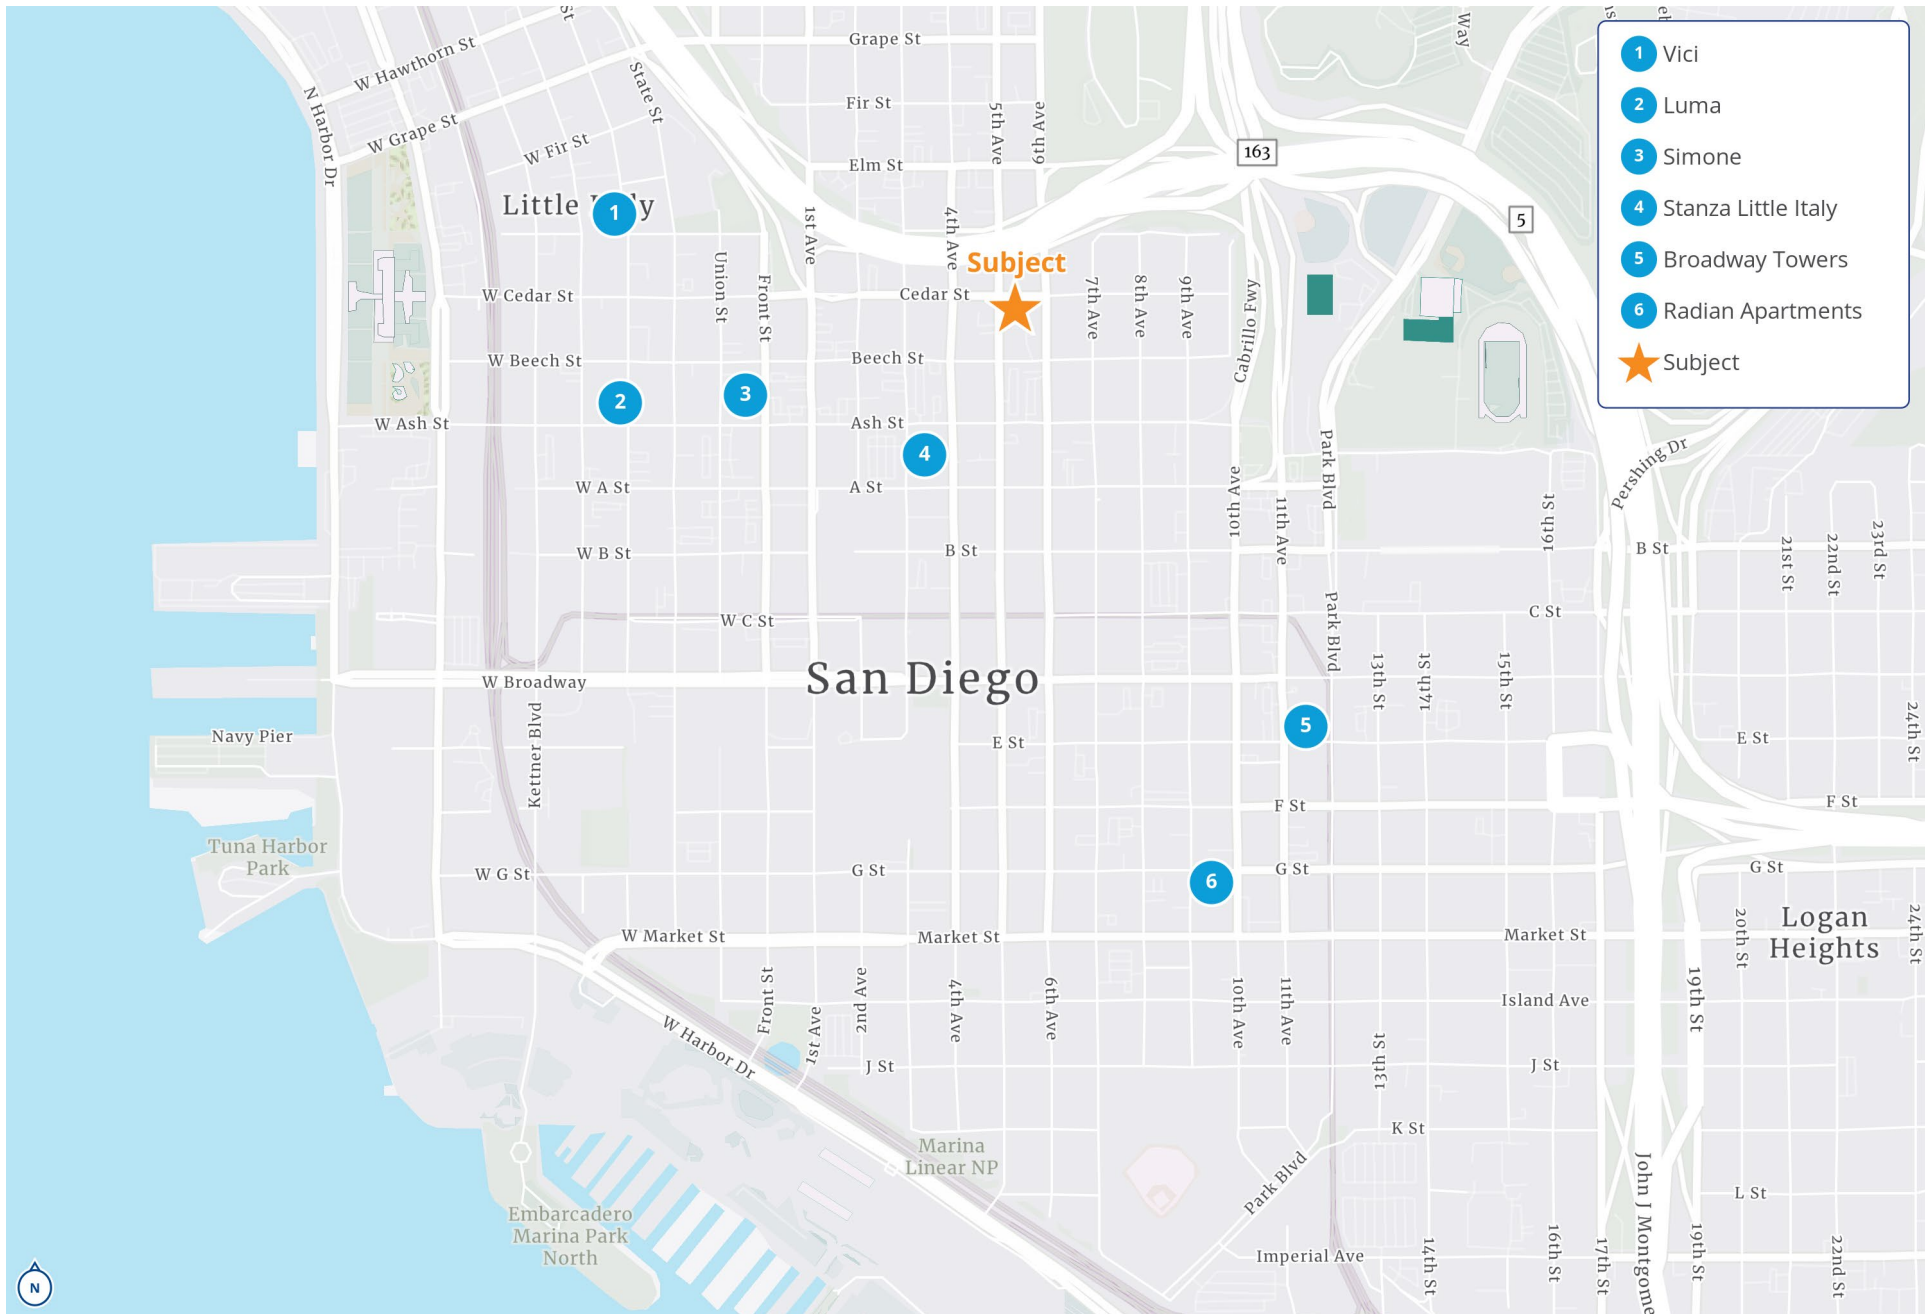 St
Way
Grape St
W Hawthorn St
State St
N Harbor Dr
W Grape St
Fir St
5th Ave
6th Ave
W Fir St
Elm St
163
5
Little
1
1st Ave
4th Ave
Subject
Union St
Front St
W Cedar St
Cedar St
7th Ave
8th Ave
9th Ave
Cabrillo Fwy
W Beech St
Beech St
2
3
W Ash St
Ash St
4
W A St
A St
10th Ave
11th Ave
Park Blvd
16th St
Pershing Dr
W B St
B St
B St
21st St
22nd St
23rd St
W C St
Park Blvd
C St
San Diego
W Broadway
13th St
14th St
15th St
Navy Pier
Kettner Blvd
5
E St
E St
24th St
F St
F St
Tuna Harbor
Park
W G St
G St
6
G St
G St
W Market St
Market St
Market St
20th St
Logan
Heights
24th St
Front St
1st Ave
2nd Ave
4th Ave
6th Ave
10th Ave
11th Ave
Island Ave
19th St
W Harbor Dr
J St
13th St
J St
K St
Marina
Linear NP
Park Blvd
L St
John J Montgome
Embarcadero
Marina Park
North
Imperial Ave
14th St
16th St
17th St
19th St
22nd St
N
1 Vici
2 Luma
3 Simone
4 Stanza Little Italy
5 Broadway Towers
6 Radian Apartments
Subject